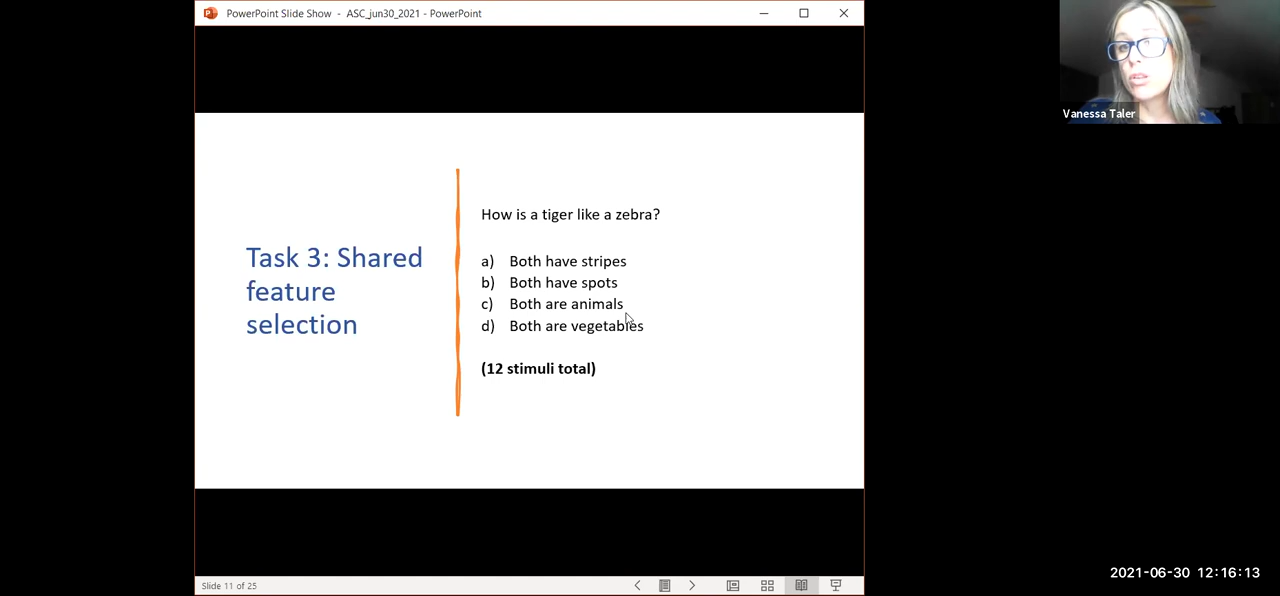 PowerPoint Slide Show - ASC_jun30_2021 - PowerPoint
Vanessa Taler
Task 3: Shared
feature
selection
How is a tiger like a zebra?
a) Both have stripes
b) Both have spots
c) Both are animals
d) Both are vegetables
(12 stimuli total)
Slide 11 of 25
2021-06-30 12:16:13